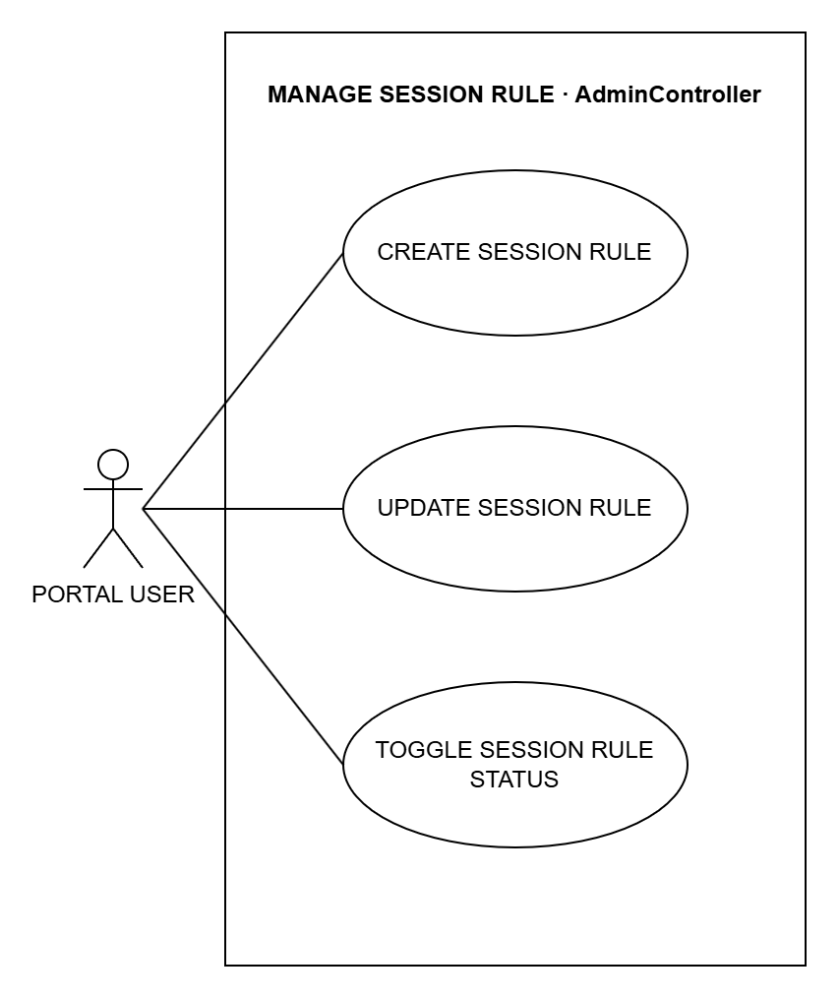 MANAGE SESSION RULE · AdminController
CREATE SESSION RULE
UPDATE SESSION RULE
PORTAL USER
TOGGLE SESSION RULE
STATUS